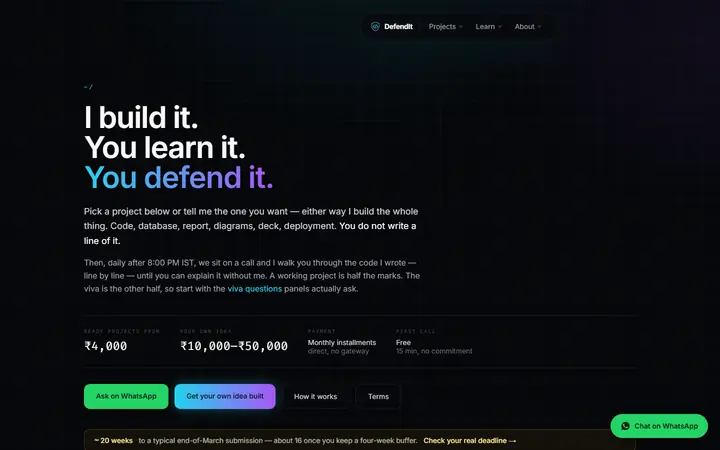 DefendIt
Projects
Learn
About
~/
I build it.
You learn it.
You defend it.
Pick a project below or tell me the one you want — either way I build the whole
thing. Code, database, report, diagrams, deck, deployment. You do not write a
line of it.
Then, daily after 8:00 PM IST, we sit on a call and I walk you through the code I wrote —
line by line — until you can explain it without me. A working project is half the marks. The
viva is the other half, so start with the viva questions panels actually ask.
READY PROJECTS FROM
₹4,000
YOUR OWN IDEA
₹10,000—₹50,000
PAYMENT
Monthly installments
direct, no gateway
FIRST CALL
Free
15 min, no commitment
Ask on WhatsApp
Get your own idea built
How it works
Terms
~ 20 weeks to a typical end-of-March submission — about 16 once you keep a four-week buffer. Check your real deadline →
Chat on WhatsApp